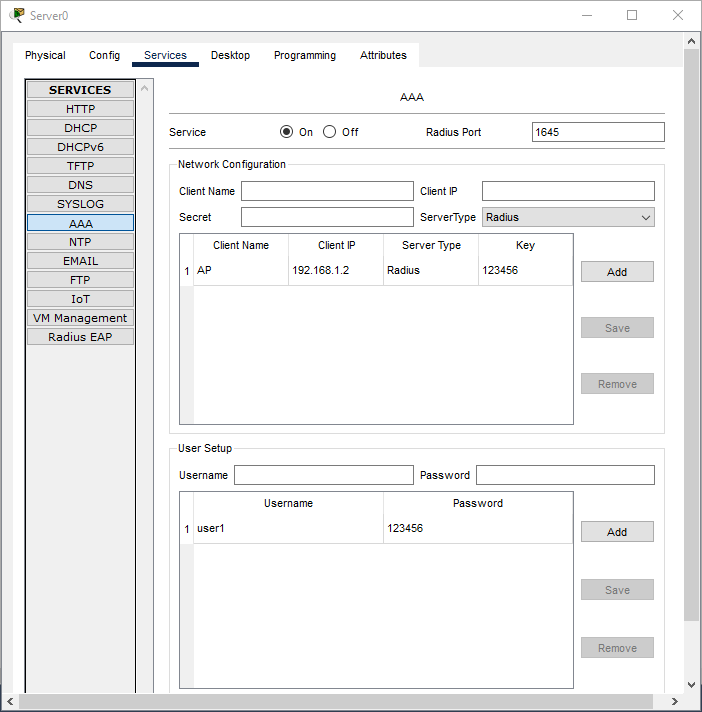 Server0
Physical Config Services Desktop Programming Attributes
SERVICES
HTTP
DHCP
DHCPv6
TFTP
DNS
SYSLOG
AAA
NTP
EMAIL
FTP
IoT
VM Management
Radius EAP
AAA
Service On Off Radius Port 1645
Network Configuration
Client Name Client IP
Secret ServerType Radius
Client Name Client IP Server Type Key
1 AP 192.168.1.2 Radius 123456
Add
Save
Remove
User Setup
Username Password
Username Password
1 user1 123456
Add
Save
Remove